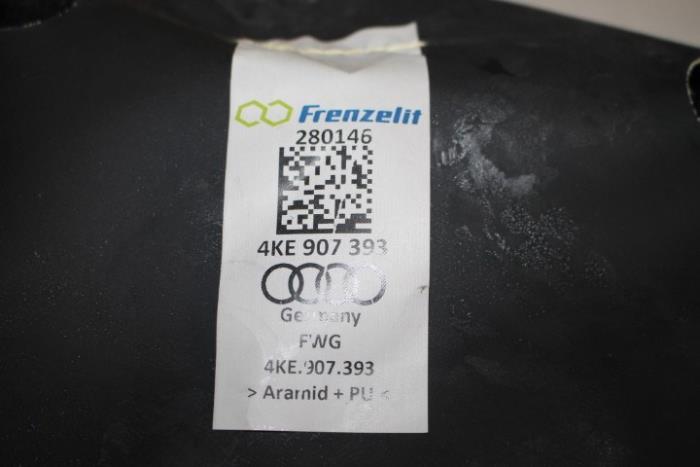 Frenzelit
280146
4KE 907 393
Germany
FWG
4KE.907.393
> Aramid + PU <